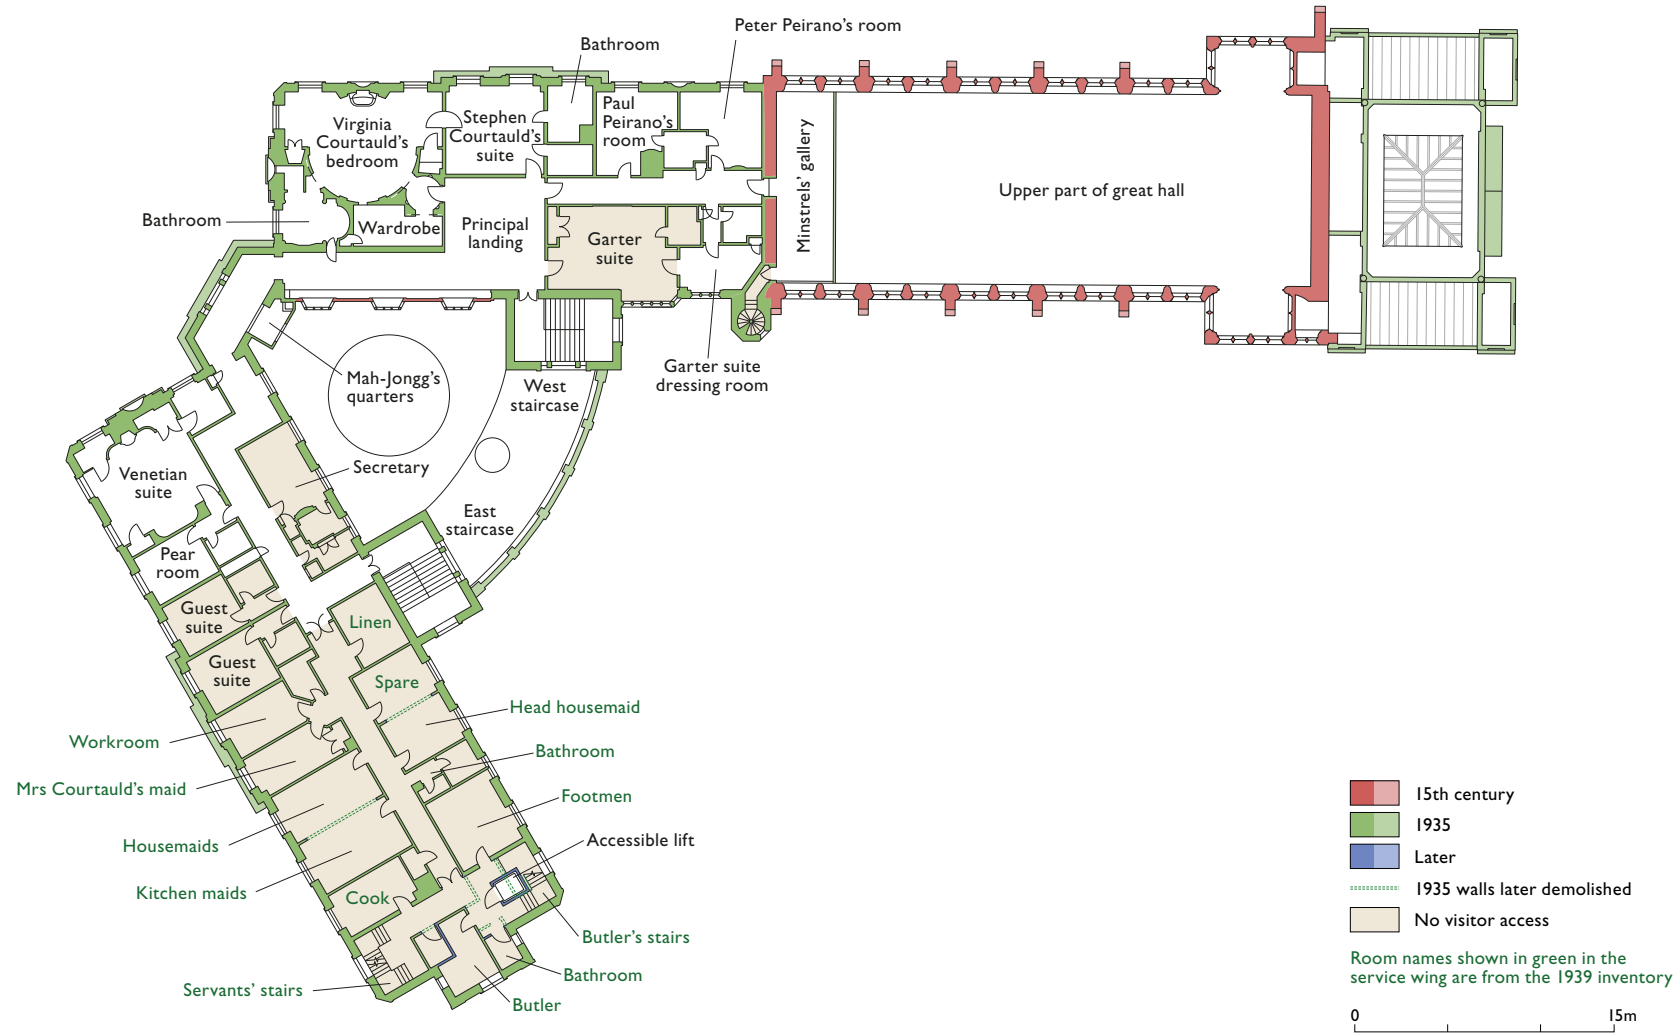 Peter Peirano’s room
Bathroom
Virginia
Courtauld’s
bedroom
Stephen
Courtauld’s
suite
Paul
Peirano’s
room
Minstrels’ gallery
Upper part of great hall
Bathroom
Wardrobe
Principal
landing
Garter
suite
Garter suite
dressing room
Mah-Jongg’s
quarters
West
staircase
Secretary
Venetian
suite
East
staircase
Pear
room
Guest
suite
Linen
Guest
suite
Spare
Head housemaid
Workroom
Bathroom
Mrs Courtauld’s maid
Footmen
Housemaids
Accessible lift
Kitchen maids
Cook
Butler’s stairs
Bathroom
Servants’ stairs
Butler
15th century
1935
Later
1935 walls later demolished
No visitor access
Room names shown in green in the
service wing are from the 1939 inventory
0 15m